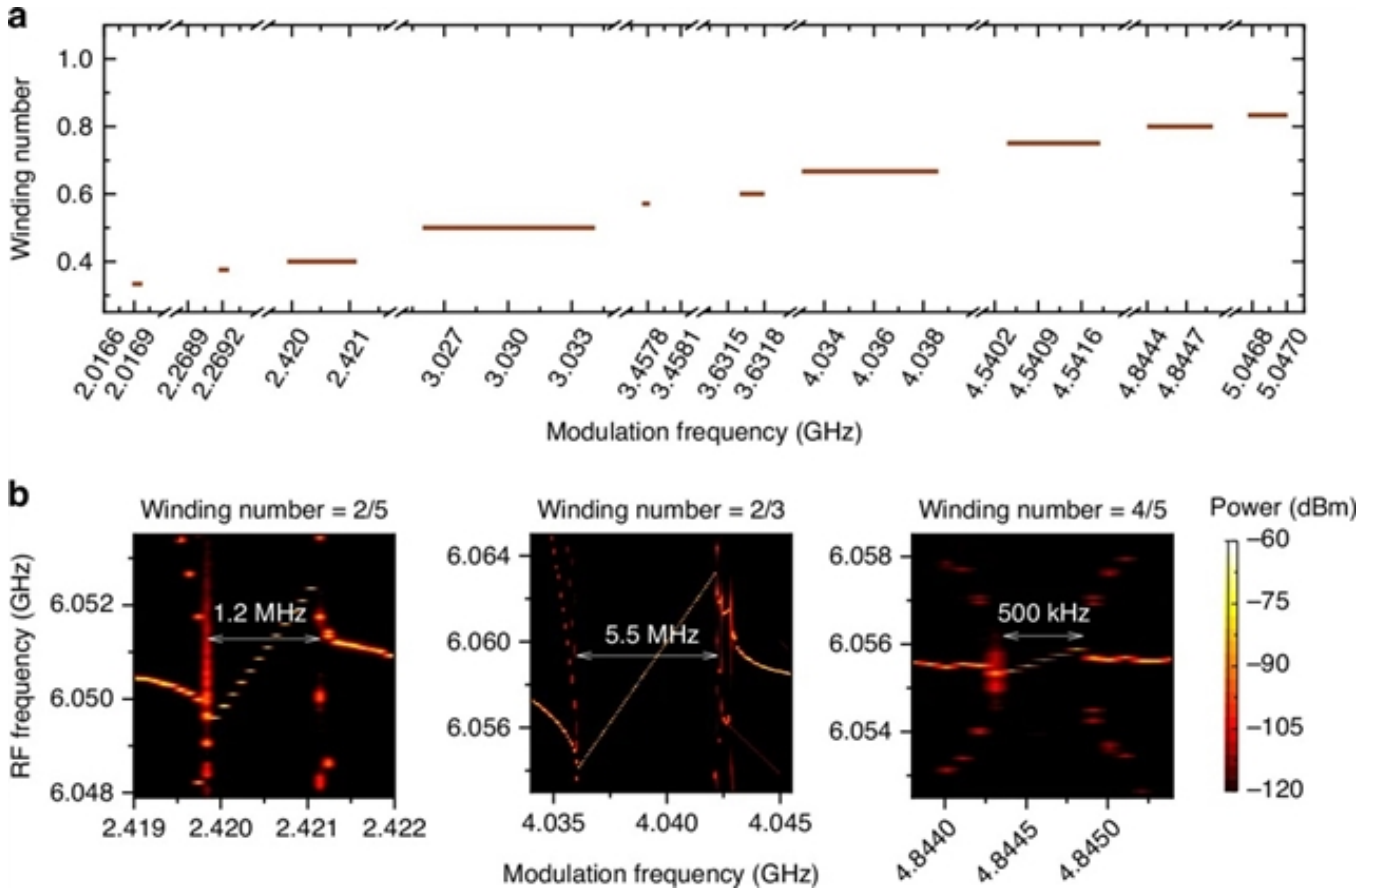 a
Winding number
1.0
0.8
0.6
0.4
2.0166 2.0169 2.2689 2.2692 2.420 2.421 3.027 3.030 3.033 3.4578 3.4581 3.6315 3.6318 4.034 4.036 4.038 4.5402 4.5409 4.5416 4.8444 4.8447 5.0468 5.0470
Modulation frequency (GHz)
b
Winding number = 2/5
Winding number = 2/3
Winding number = 4/5
Power (dBm)
RF frequency (GHz)
6.052
6.050
6.048
1.2 MHz
2.419 2.420 2.421 2.422
6.064
6.060
6.056
5.5 MHz
4.035 4.040 4.045
6.058
6.056
6.054
500 kHz
4.8440 4.8445 4.8450
−60
−75
−90
−105
−120
Modulation frequency (GHz)